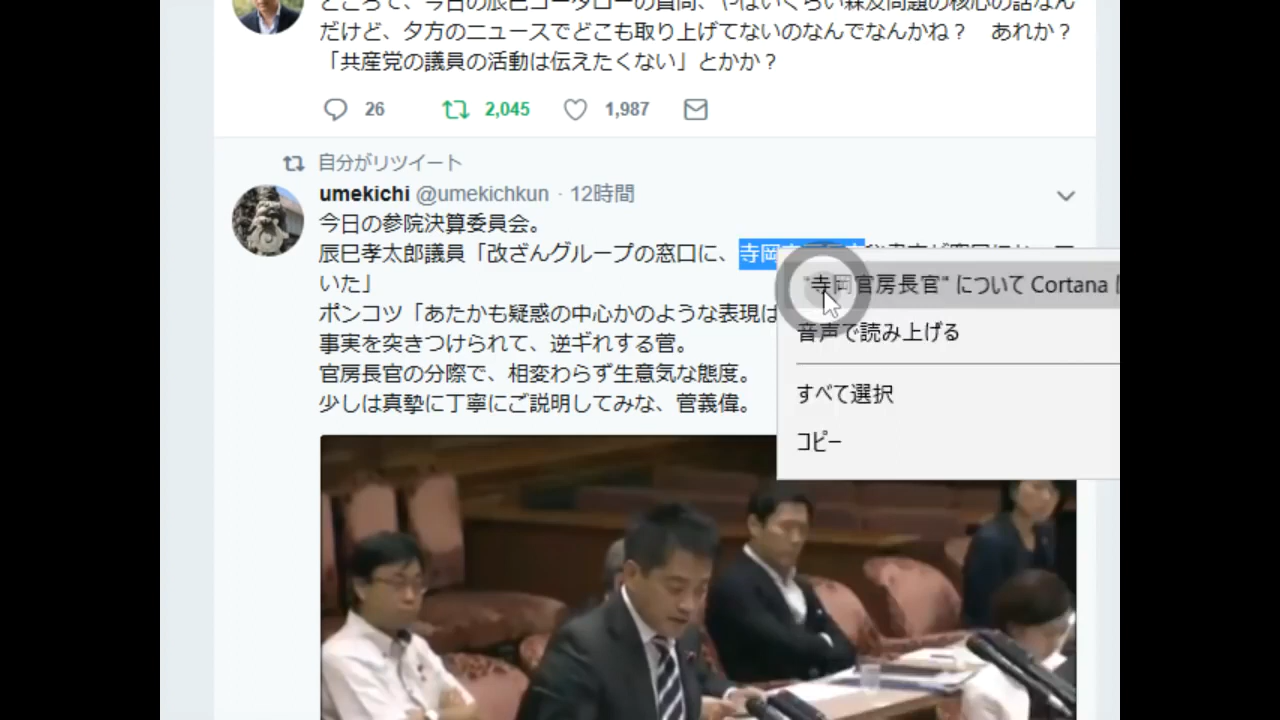 ところで、今日の辰巳コータローの質問、やばいくらい森友問題の核心の話なん
だけど、夕方のニュースでどこも取り上げてないのなんでなんかね？　あれか？
「共産党の議員の活動は伝えたくない」とかか？
26 2,045 1,987
自分がリツイート
umekichi @umekichkun · 12時間
今日の参院決算委員会。
辰巳孝太郎議員「改ざんグループの窓口に、寺岡
いた」
"寺岡官房長官" について Cortana
ポンコツ「あたかも疑惑の中心かのような表現は
音声で読み上げる
事実を突きつけられて、逆ギれする菅。
官房長官の分際で、相変わらず生意気な態度。
すべて選択
少しは真摯に丁寧にご説明してみな、菅義偉。
コピー